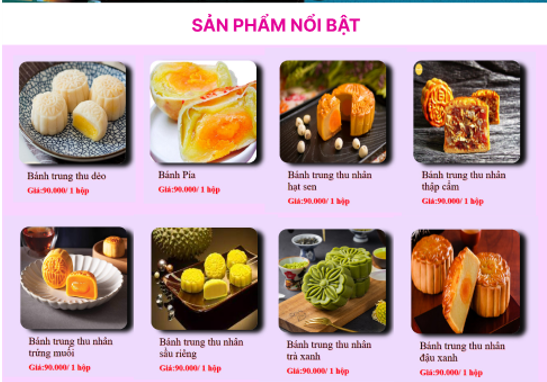 SẢN PHẨM NỔI BẬT
Bánh trung thu dẻo
Giá:90.000/ 1 hộp
Bánh Pía
Giá:90.000/ 1 hộp
Bánh trung thu nhân
hạt sen
Giá:90.000/ 1 hộp
Bánh trung thu nhân
thập cẩm
Giá:90.000/ 1 hộp
Bánh trung thu nhân
trứng muối
Giá:90.000/ 1 hộp
Bánh trung thu nhân
sầu riêng
Giá:90.000/ 1 hộp
Bánh trung thu nhân
trà xanh
Giá:90.000/ 1 hộp
Bánh trung thu nhân
đậu xanh
Giá:90.000/ 1 hộp